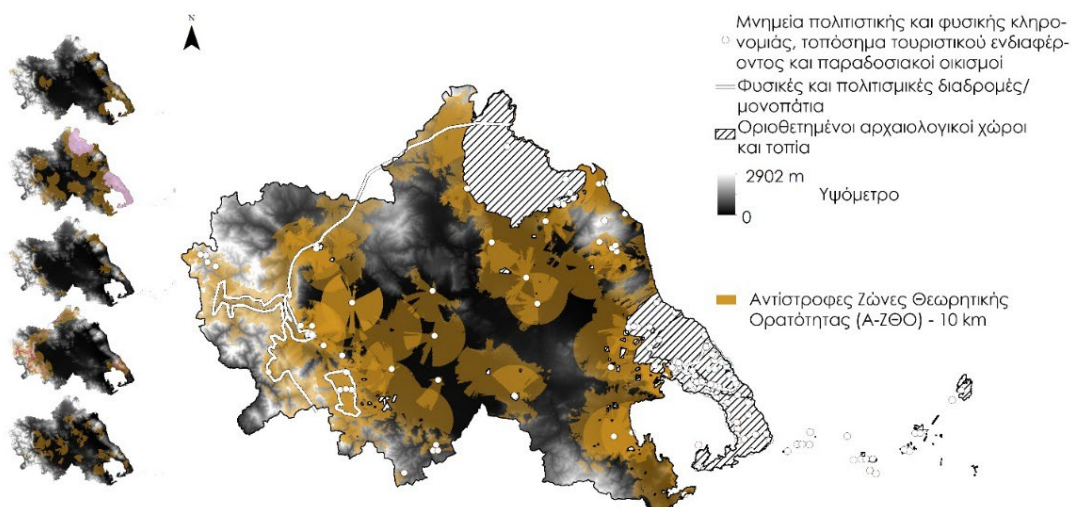 N
Μνημεία πολιτιστικής και φυσικής κληρο-
νομιάς, τοπόσημα τουριστικού ενδιαφέρ-
οντος και παραδοσιακοί οικισμοί
Φυσικές και πολιτισμικές διαδρομές/
μονοπάτια
Οριοθετημένοι αρχαιολογικοί χώροι
και τοπία
2902 m
Υψόμετρο
0
Αντίστροφες Ζώνες Θεωρητικής
Ορατότητας (Α-ΖΘΟ) - 10 km